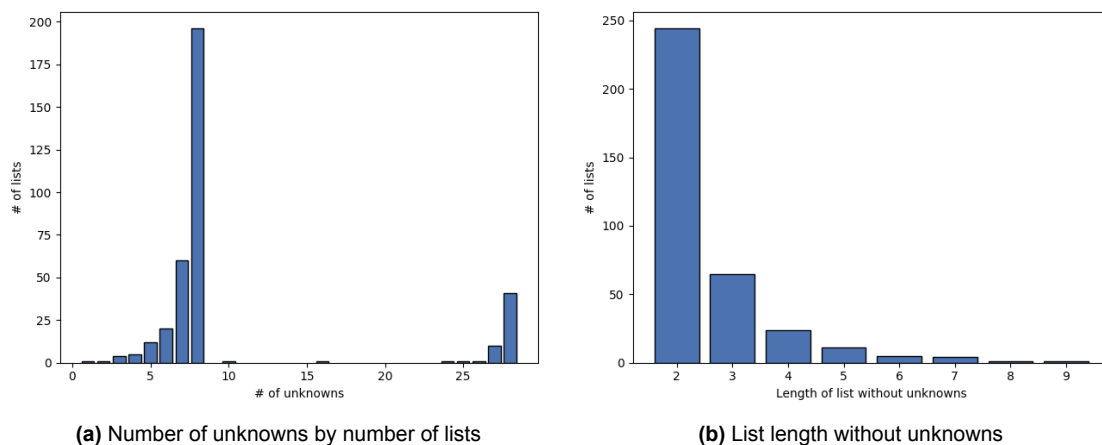 200
175
150
125
100
75
50
25
0
# of lists
0 5 10 15 20 25
# of unknowns
(a) Number of unknowns by number of lists
250
200
150
100
50
0
# of lists
2 3 4 5 6 7 8 9
Length of list without unknowns
(b) List length without unknowns